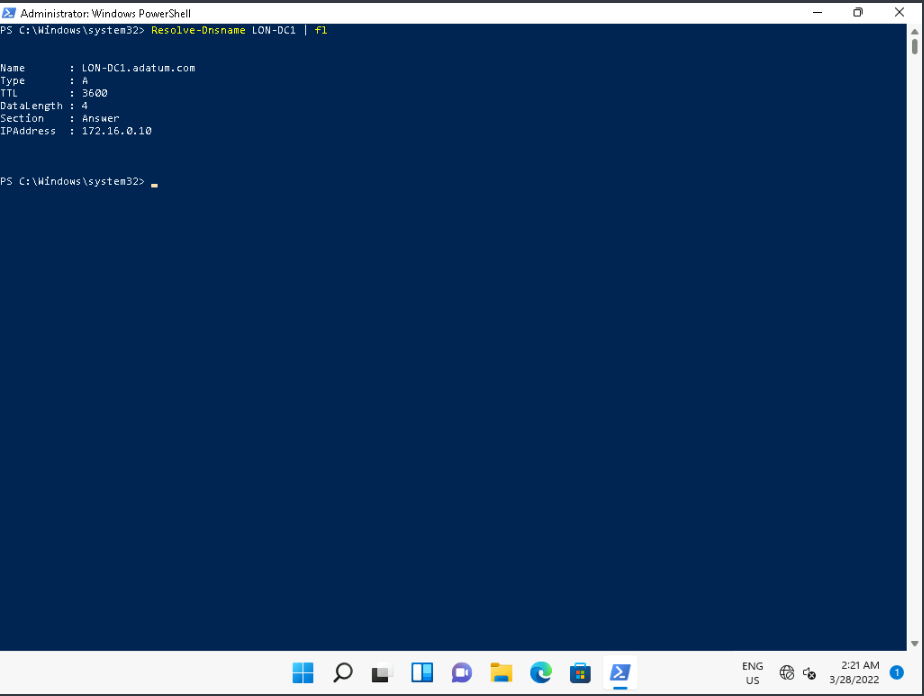 Administrator: Windows PowerShell
PS C:\Windows\system32> Resolve-Dnsname LON-DC1 | fl
Name       : LON-DC1.adatum.com
Type       : A
TTL        : 3600
DataLength : 4
Section    : Answer
IPAddress  : 172.16.0.10
PS C:\Windows\system32>
ENG
US
2:21 AM
3/28/2022
1